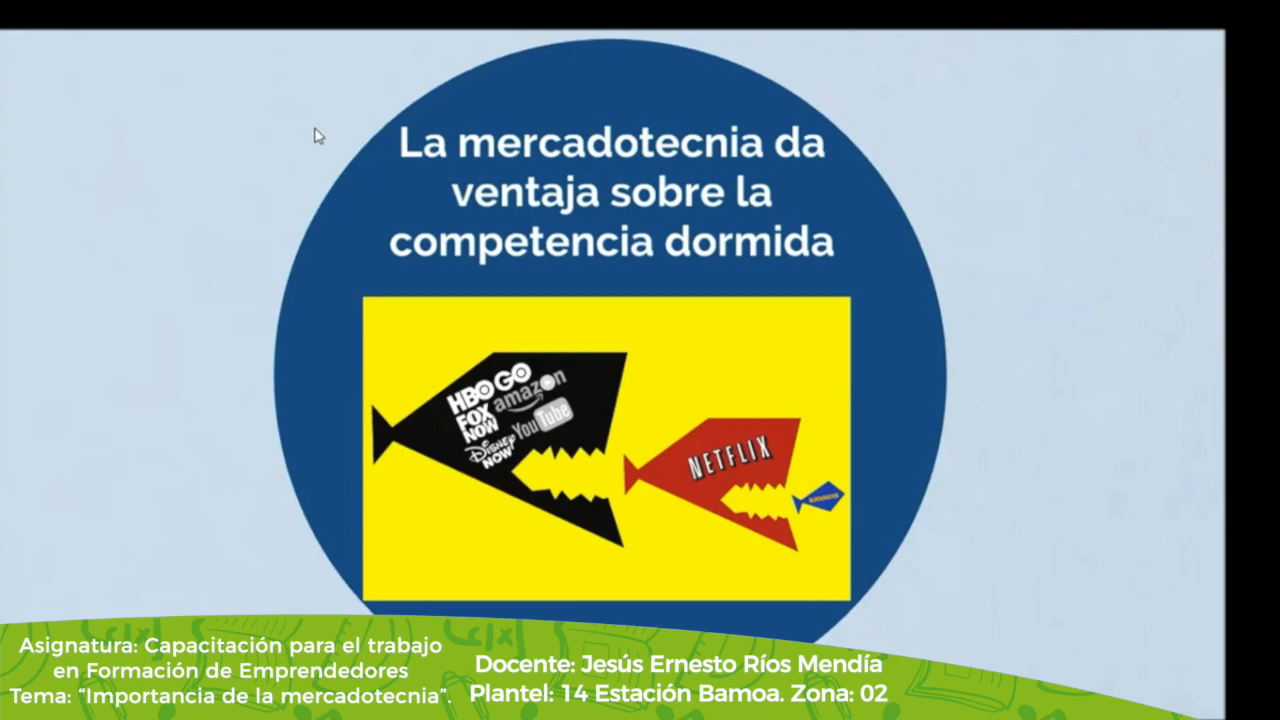 La mercadotecnia da
ventaja sobre la
competencia dormida
HBO GO
amazon
FOX
NOW
YouTube
DISNEY
NOW
NETFLIX
Asignatura: Capacitación para el trabajo
en Formación de Emprendedores
Tema: “Importancia de la mercadotecnia”.
Docente: Jesús Ernesto Ríos Mendía
Plantel: 14 Estación Bamoa. Zona: 02